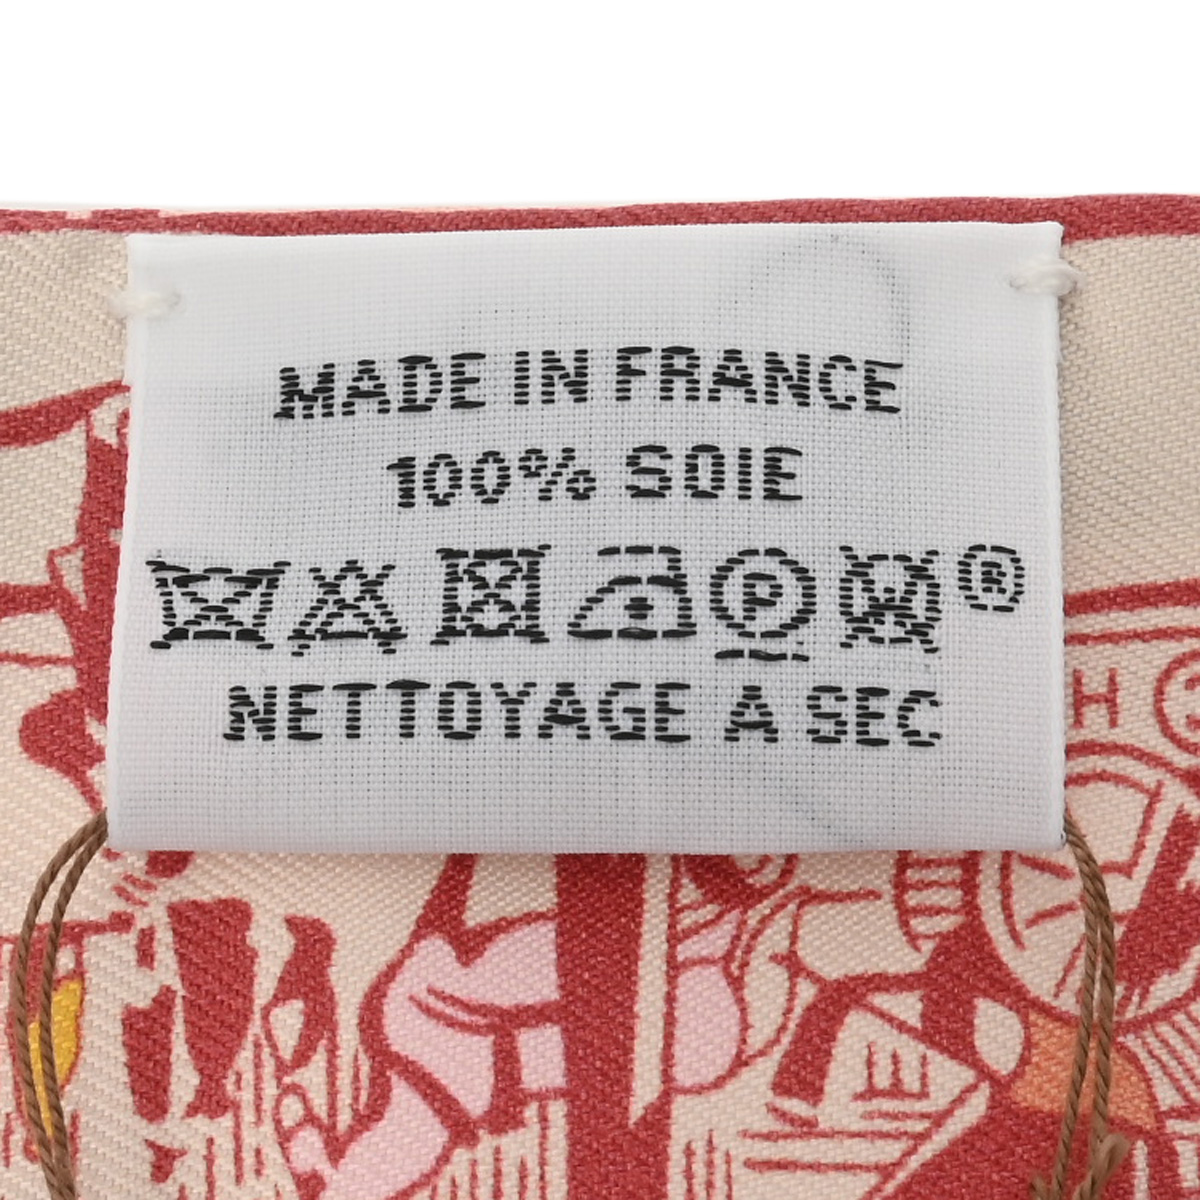 MADE IN FRANCE
100% SOIE
P W ®
NETTOYAGE A SEC
H